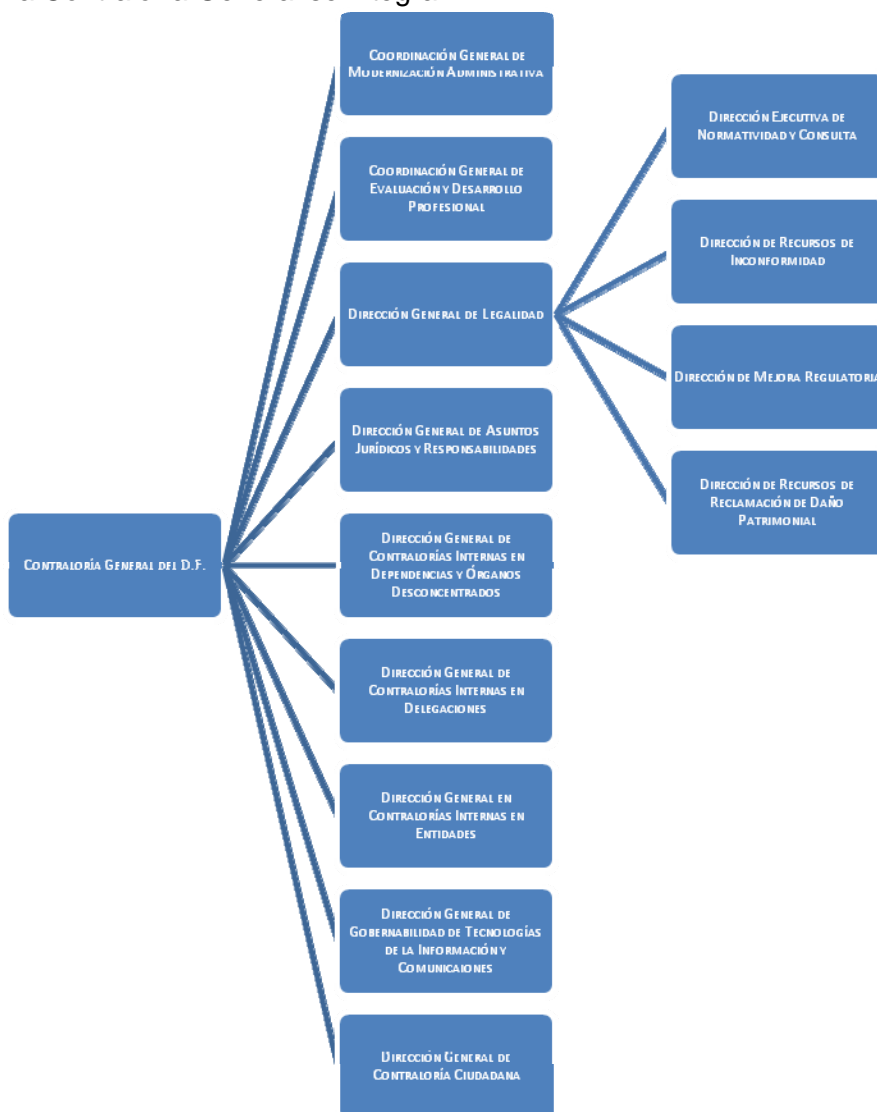 COORDINACIÓN GENERAL DE
MODERNIZACIÓN ADMINISTRATIVA
COORDINACIÓN GENERAL DE
EVALUACIÓN Y DESARROLLO
PROFESIONAL
DIRECCIÓN GENERAL DE LEGALIDAD
DIRECCIÓN GENERAL DE ASUNTOS
JURÍDICOS Y RESPONSABILIDADES
CONTRALORÍA GENERAL DEL D.F.
DIRECCIÓN GENERAL DE
CONTRALORÍAS INTERNAS EN
DEPENDENCIAS Y ÓRGANOS
DESCONCENTRADOS
DIRECCIÓN GENERAL DE
CONTRALORÍAS INTERNAS EN
DELEGACIONES
DIRECCIÓN GENERAL EN
CONTRALORÍAS INTERNAS EN
ENTIDADES
DIRECCIÓN GENERAL DE
GOBERNABILIDAD DE TECNOLOGÍAS
DE LA INFORMACIÓN Y
COMUNICAIONES
DIRECCIÓN GENERAL DE
CONTRALORÍA CIUDADANA
DIRECCIÓN EJECUTIVA DE
NORMATIVIDAD Y CONSULTA
DIRECCIÓN DE RECURSOS DE
INCONFORMIDAD
DIRECCIÓN DE MEJORA REGULATORIA
DIRECCIÓN DE RECURSOS DE
RECLAMACIÓN DE DAÑO
PATRIMONIAL